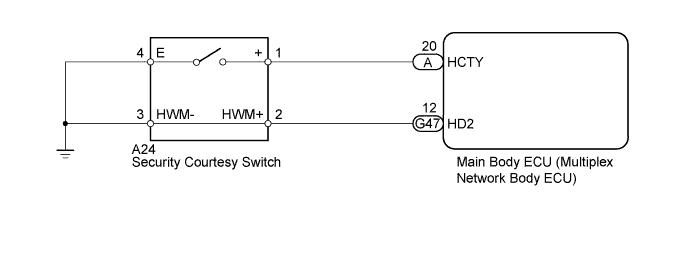 4 E + 1
20
A HCTY
3 HWM- HWM+ 2
12
G47 HD2
A24
Security Courtesy Switch
Main Body ECU (Multiplex
Network Body ECU)